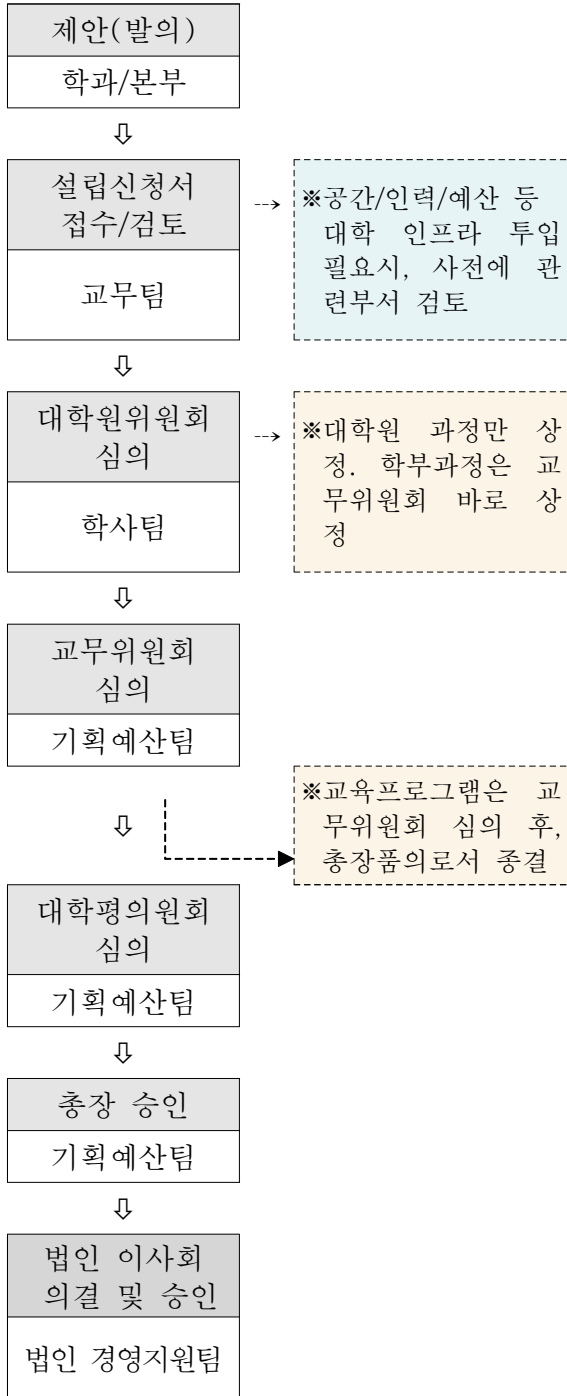 제안(발의)
학과/본부
⇩
설립신청서
접수/검토
교무팀
※공간/인력/예산 등
대학 인프라 투입
필요시, 사전에 관
련부서 검토
⇩
대학원위원회
심의
학사팀
※대학원 과정만 상
정. 학부과정은 교
무위원회 바로 상
정
⇩
교무위원회
심의
기획예산팀
⇩
※교육프로그램은 교
무위원회 심의 후,
총장품의로서 종결
대학평의원회
심의
기획예산팀
⇩
총장 승인
기획예산팀
⇩
법인 이사회
의결 및 승인
법인 경영지원팀